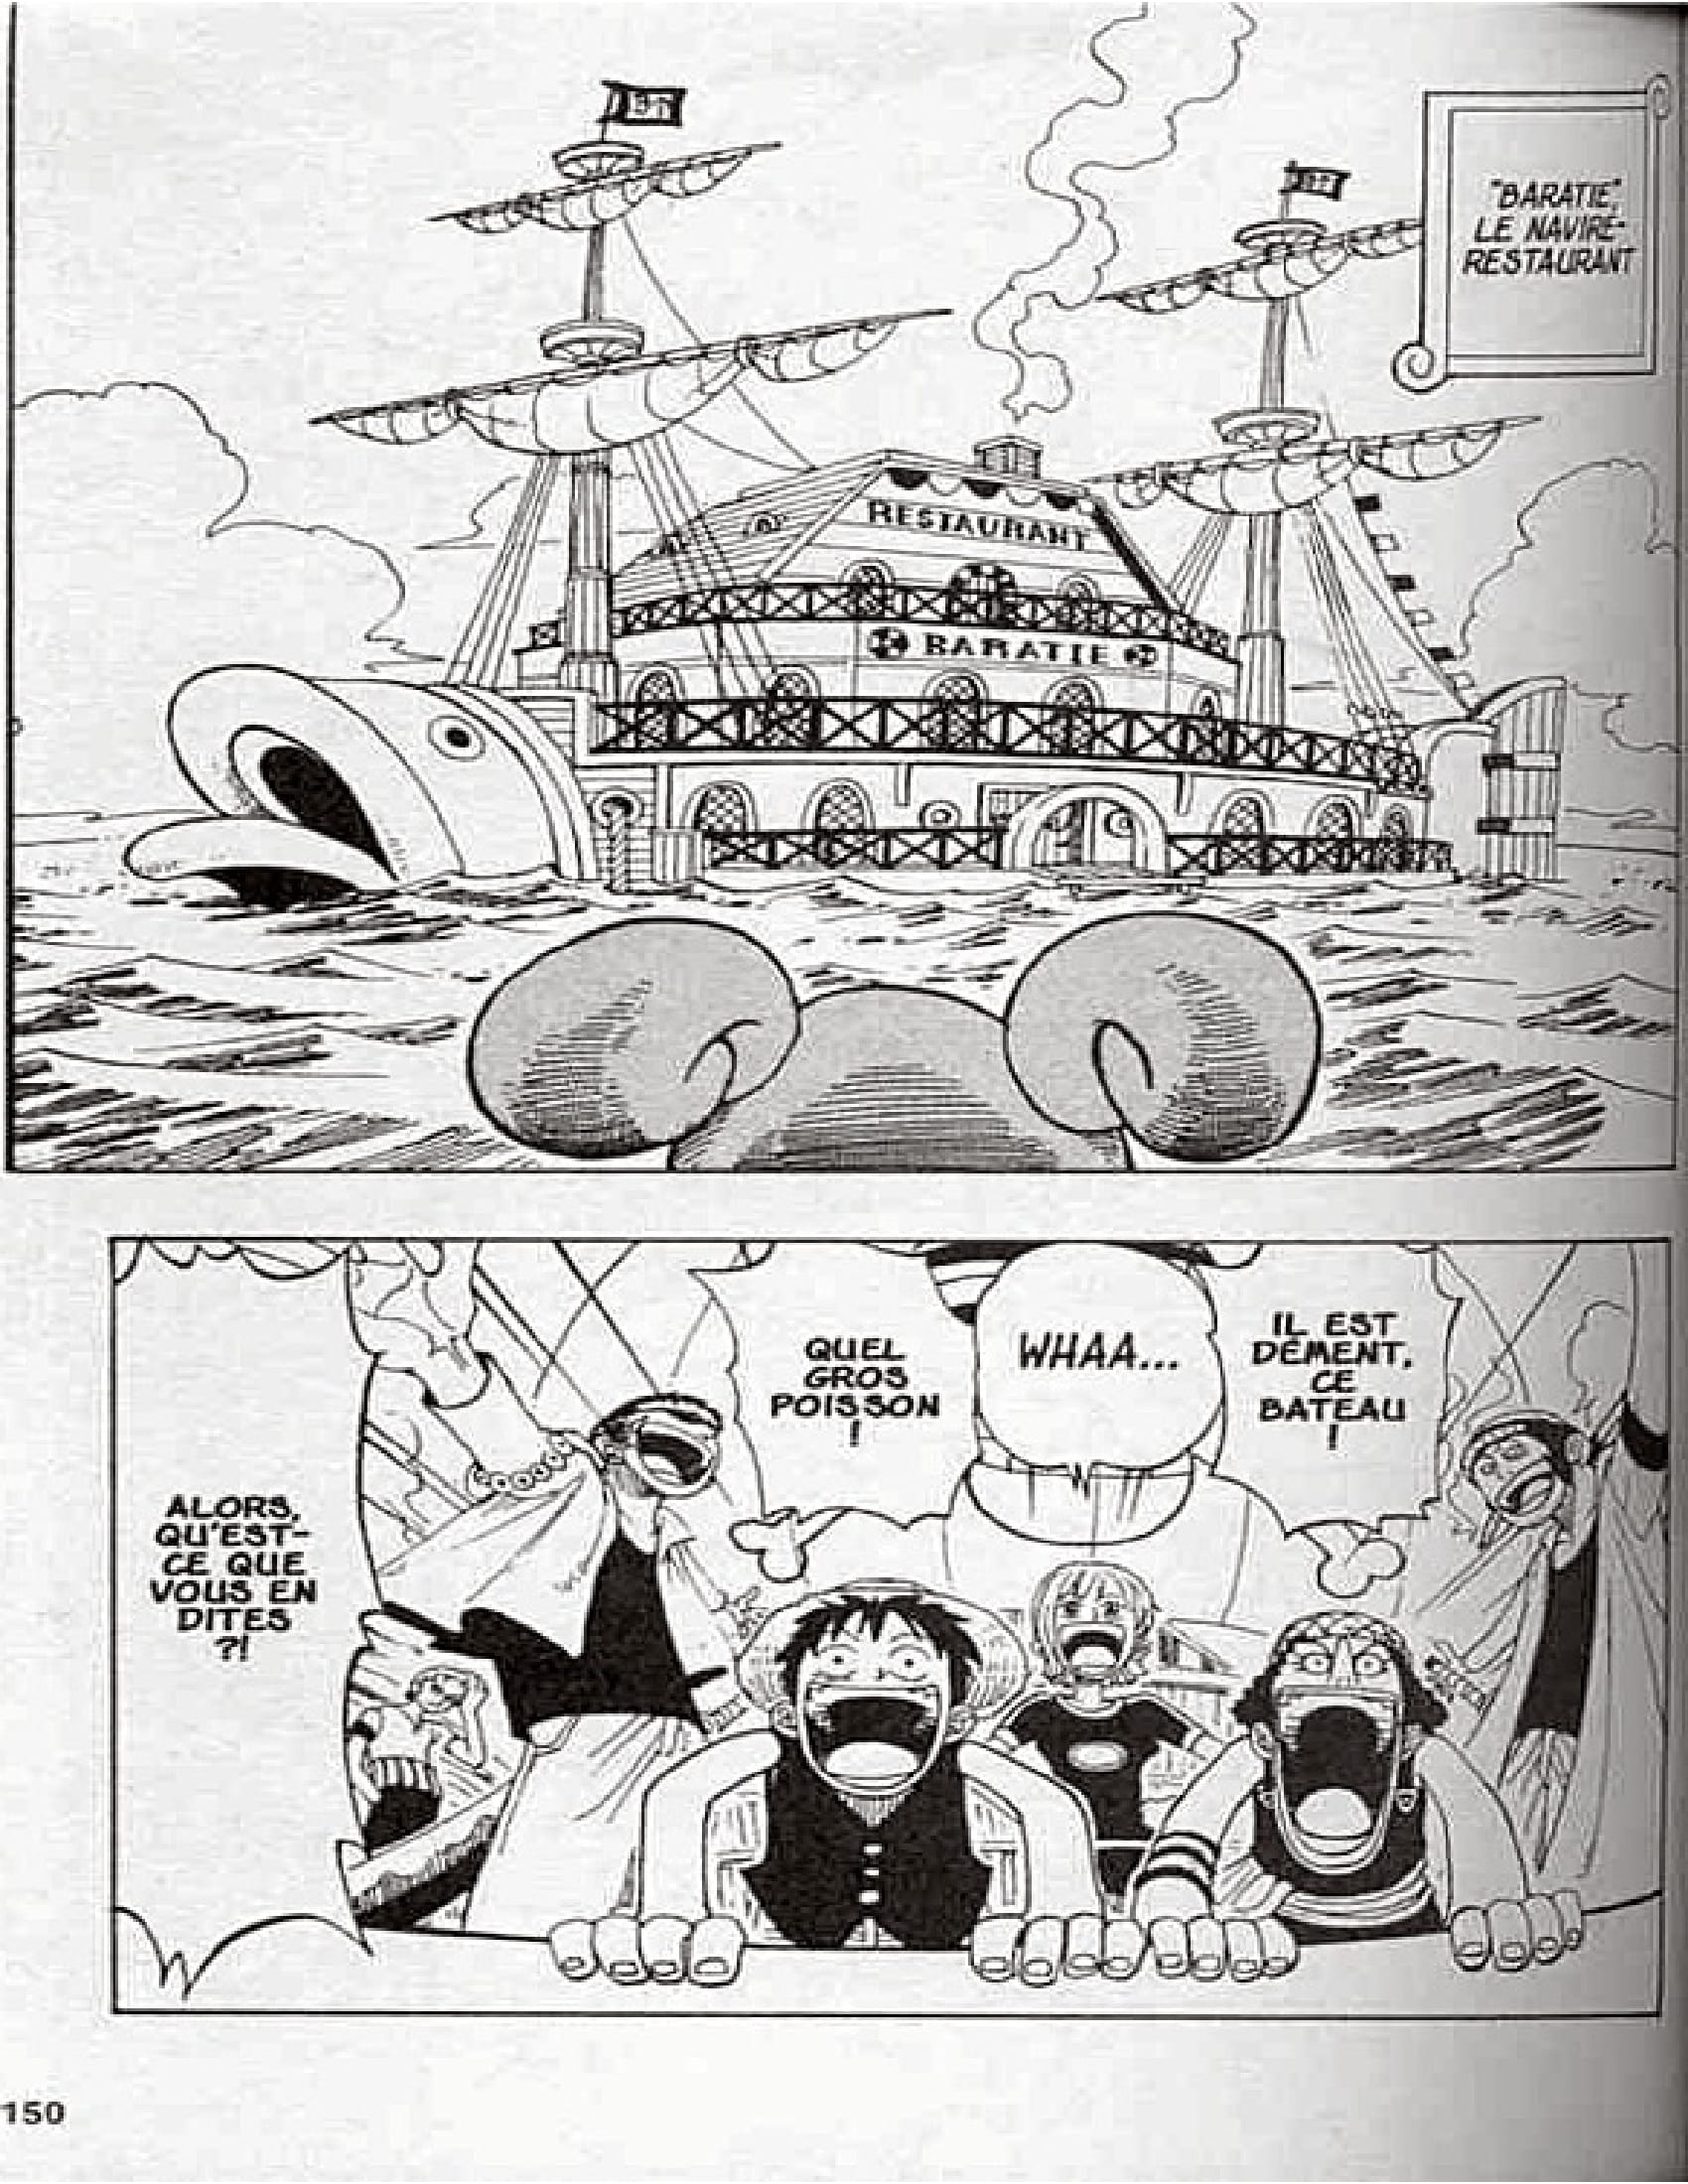 "BARATIE",
LE NAVIRE-
RESTAURANT
RESTAURANT
BARATIE
IL EST
DÉMENT,
CE
BATEAU
!
WHAA...
QUEL
GROS
POISSON
!
ALORS,
QU'EST-
CE QUE
VOUS EN
DITES
?!
150